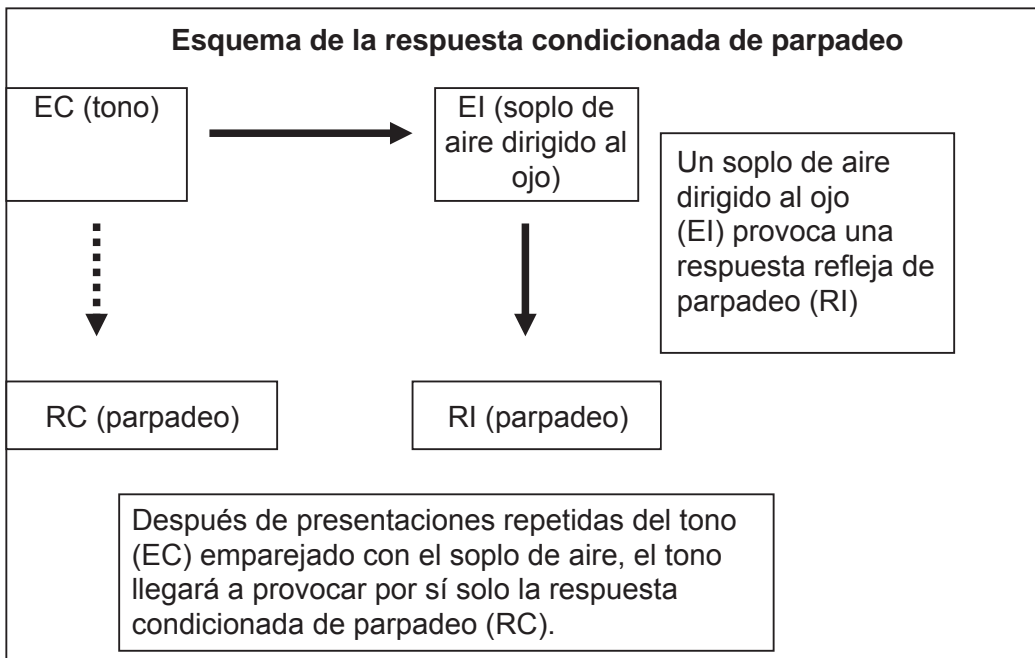 Esquema de la respuesta condicionada de parpadeo
EC (tono)
EI (soplo de
aire dirigido al
ojo)
Un soplo de aire
dirigido al ojo
(EI) provoca una
respuesta refleja de
parpadeo (RI)
RC (parpadeo)
RI (parpadeo)
Después de presentaciones repetidas del tono
(EC) emparejado con el soplo de aire, el tono
llegará a provocar por sí solo la respuesta
condicionada de parpadeo (RC).